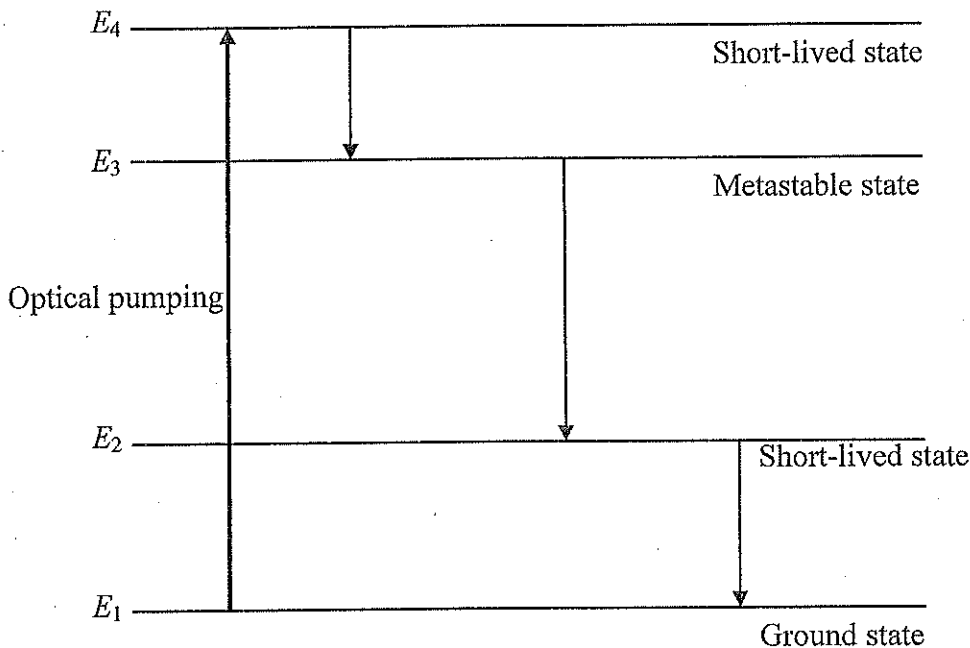 E4
Short-lived state
E3
Metastable state
Optical pumping
E2
Short-lived state
E1
Ground state